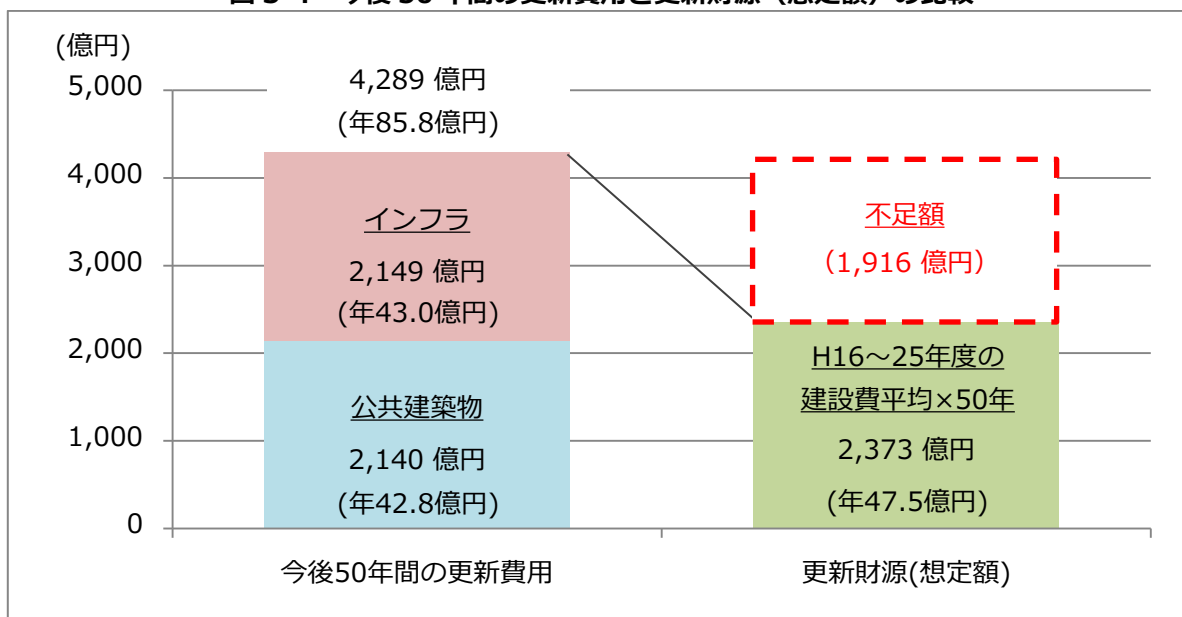 (億円)
5,000
4,000
3,000
2,000
1,000
0
4,289 億円
(年85.8億円)
インフラ
2,149 億円
(年43.0億円)
公共建築物
2,140 億円
(年42.8億円)
不足額
（1,916 億円）
H16～25年度の
建設費平均×50年
2,373 億円
(年47.5億円)
今後50年間の更新費用
更新財源(想定額)